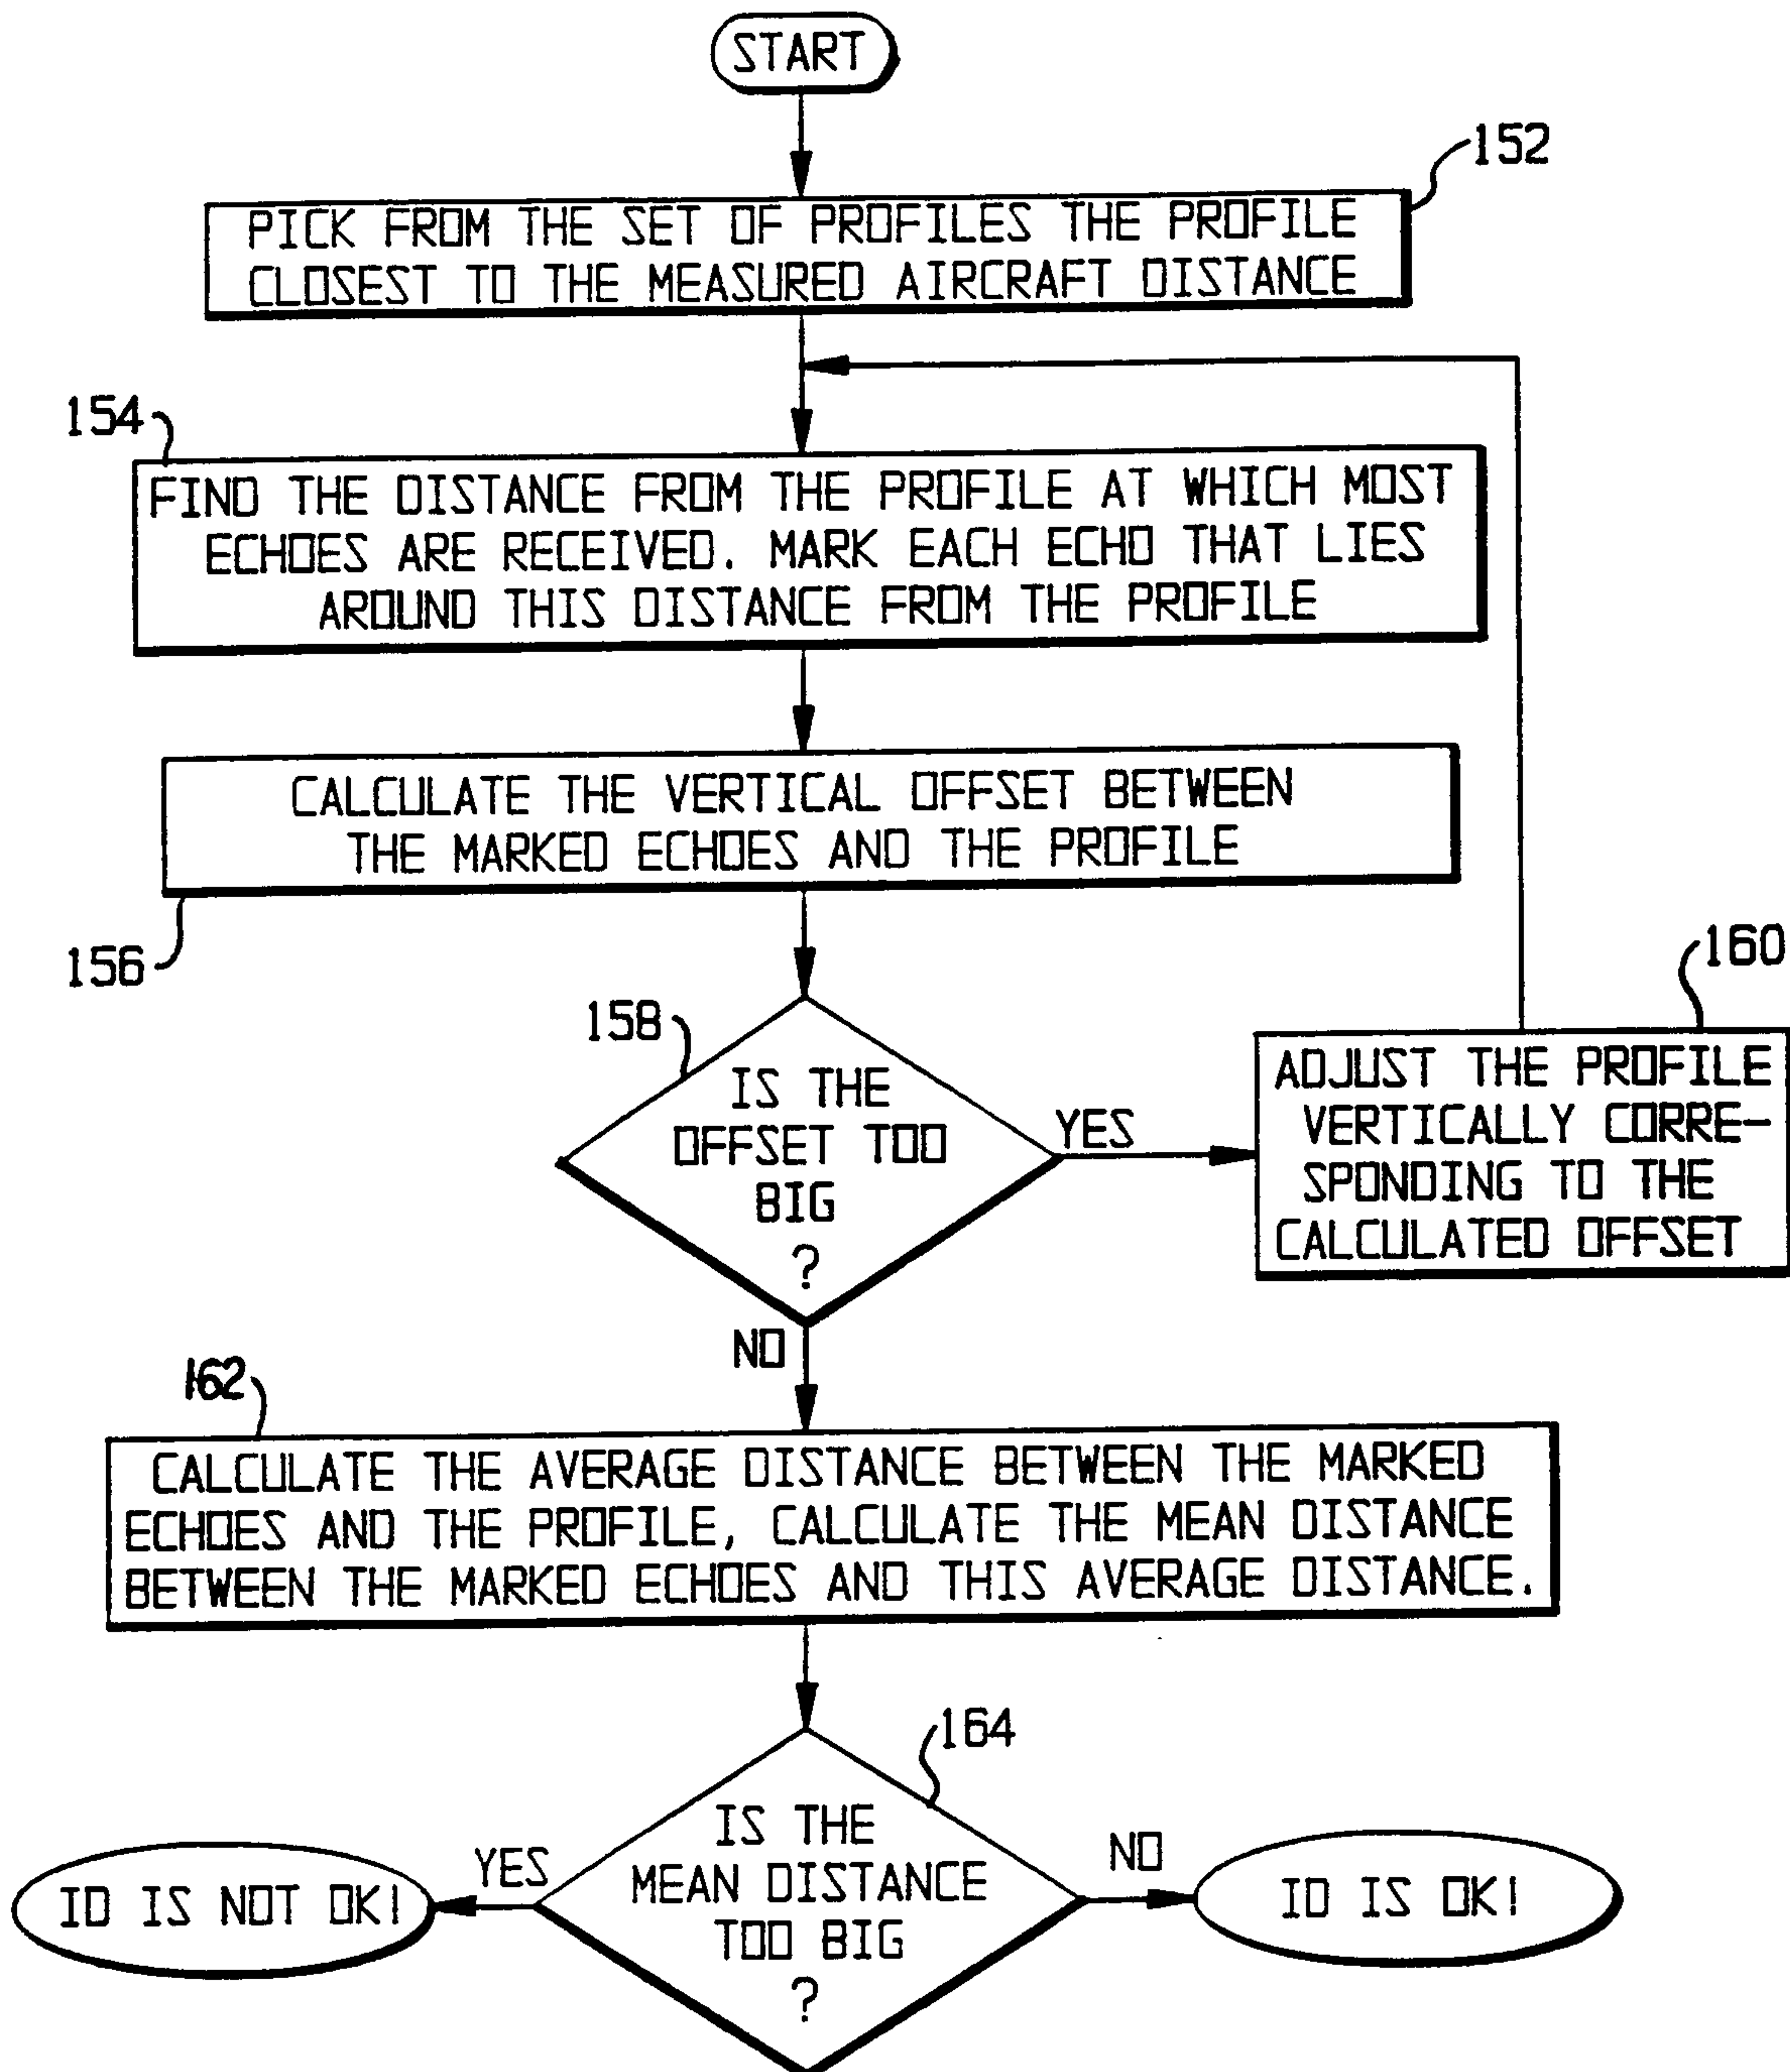 START
152
PICK FROM THE SET OF PROFILES THE PROFILE
CLOSEST TO THE MEASURED AIRCRAFT DISTANCE
154
FIND THE DISTANCE FROM THE PROFILE AT WHICH MOST
ECHOES ARE RECEIVED. MARK EACH ECHO THAT LIES
AROUND THIS DISTANCE FROM THE PROFILE
CALCULATE THE VERTICAL OFFSET BETWEEN
THE MARKED ECHOES AND THE PROFILE
156
158
IS THE
OFFSET TOO
BIG
?
YES
NO
160
ADJUST THE PROFILE
VERTICALLY CORRE-
SPONDING TO THE
CALCULATED OFFSET
162
CALCULATE THE AVERAGE DISTANCE BETWEEN THE MARKED
ECHOES AND THE PROFILE, CALCULATE THE MEAN DISTANCE
BETWEEN THE MARKED ECHOES AND THIS AVERAGE DISTANCE.
164
IS THE
MEAN DISTANCE
TOO BIG
?
YES
ID IS NOT OK!
NO
ID IS OK!